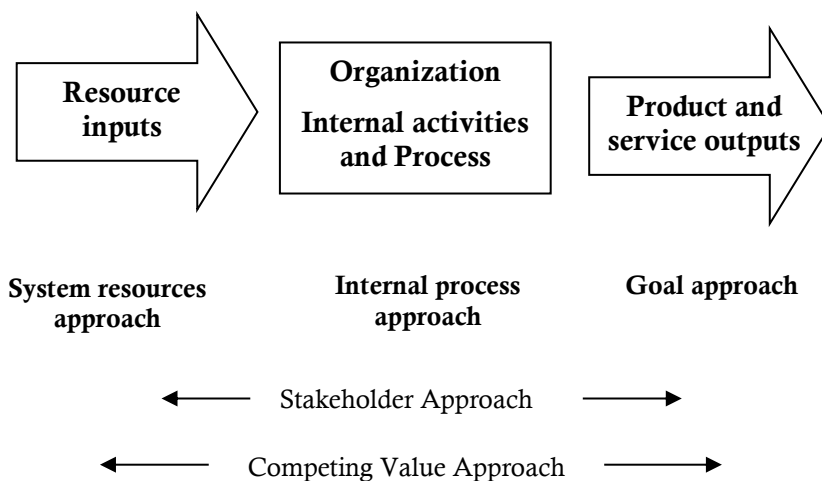 Resource
inputs
Organization
Internal activities
and Process
Product and
service outputs
System resources
approach
Internal process
approach
Goal approach
Stakeholder Approach
Competing Value Approach